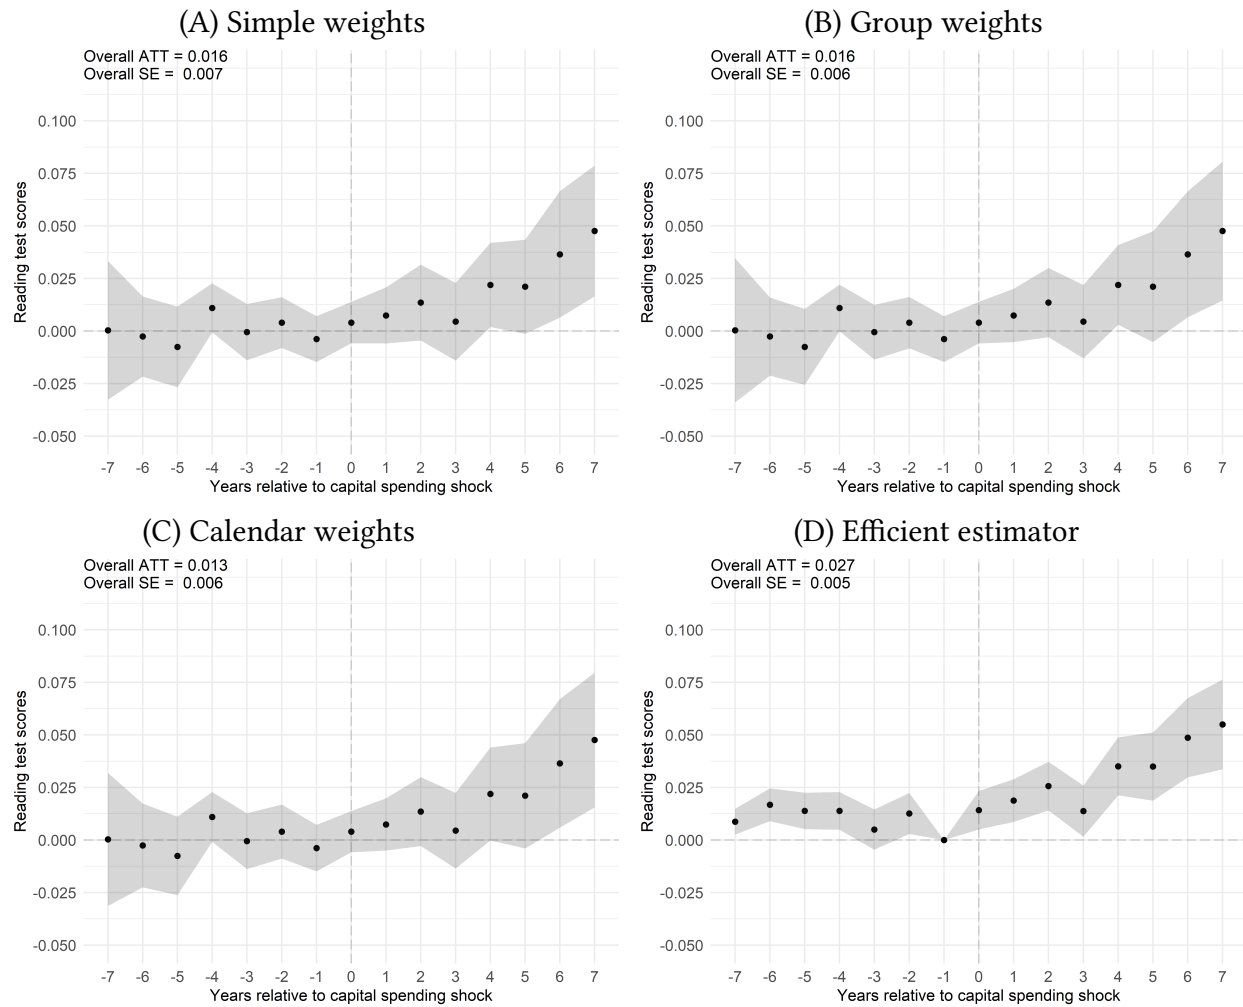 (A) Simple weights
Overall ATT = 0.016
Overall SE =  0.007
0.100
0.075
0.050
0.025
0.000
-0.025
-0.050
Reading test scores
-7 -6 -5 -4 -3 -2 -1 0 1 2 3 4 5 6 7
Years relative to capital spending shock
(B) Group weights
Overall ATT = 0.016
Overall SE =  0.006
0.100
0.075
0.050
0.025
0.000
-0.025
-0.050
Reading test scores
-7 -6 -5 -4 -3 -2 -1 0 1 2 3 4 5 6 7
Years relative to capital spending shock
(C) Calendar weights
Overall ATT = 0.013
Overall SE =  0.006
0.100
0.075
0.050
0.025
0.000
-0.025
-0.050
Reading test scores
-7 -6 -5 -4 -3 -2 -1 0 1 2 3 4 5 6 7
Years relative to capital spending shock
(D) Efficient estimator
Overall ATT = 0.027
Overall SE =  0.005
0.100
0.075
0.050
0.025
0.000
-0.025
-0.050
Reading test scores
-7 -6 -5 -4 -3 -2 -1 0 1 2 3 4 5 6 7
Years relative to capital spending shock